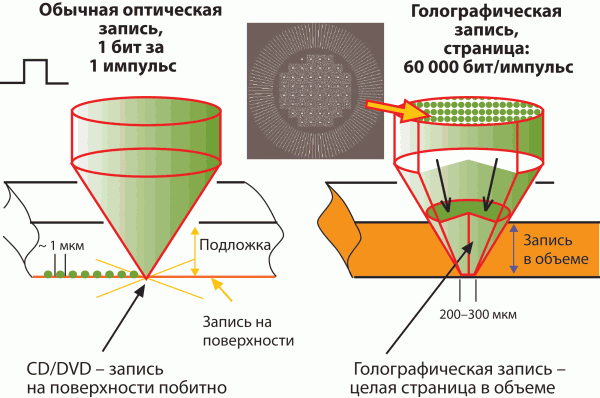 Обычная оптическая
запись,
1 бит за
1 импульс
Голографическая
запись,
страница:
60 000 бит/импульс
~ 1 мкм
Подложка
Запись
в объеме
200–300 мкм
Запись на
поверхности
CD/DVD – запись
на поверхности побитно
Голографическая запись –
целая страница в объеме